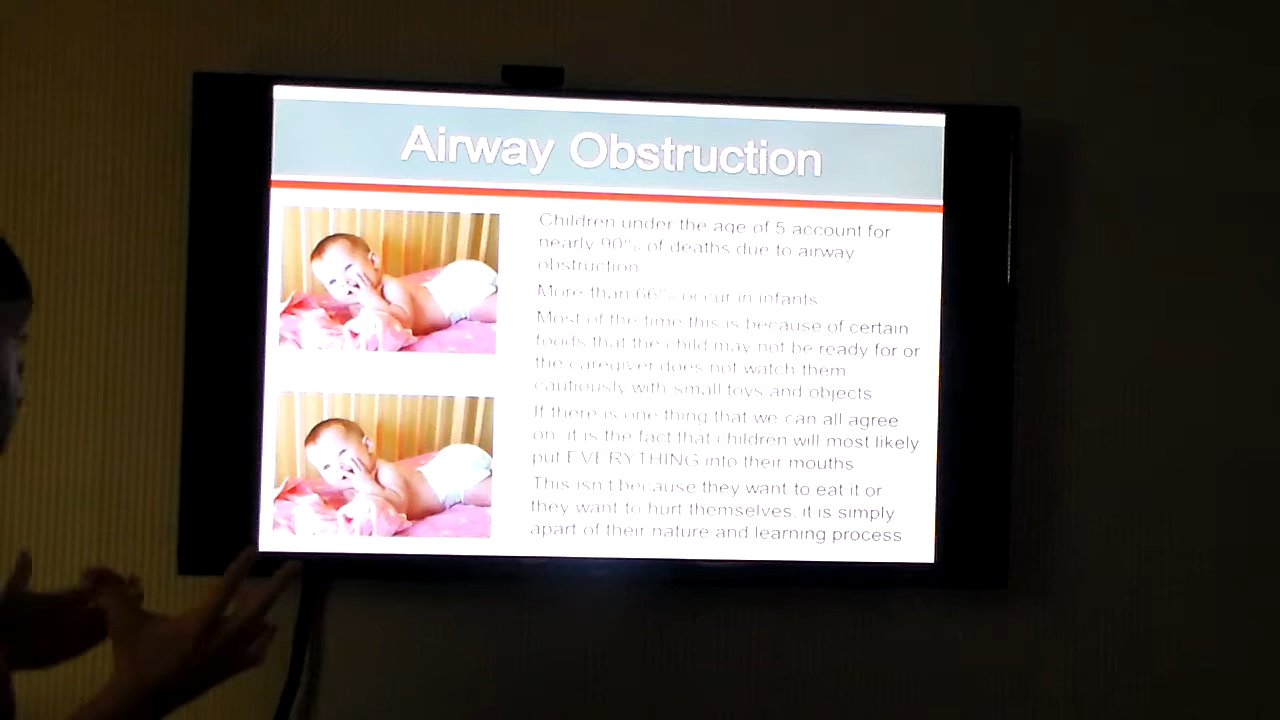 Airway Obstruction
Children under the age of 5 account for
nearly 90% of deaths due to airway
obstruction
More than 66% occur in infants
Most of the time this is because of certain
foods that the child may not be ready for or
the caregiver does not watch them
cautiously with small toys and objects
If there is one thing that we can all agree
on, it is the fact that children will most likely
put EVERYTHING into their mouths
This isn't because they want to eat it or
they want to hurt themselves, it is simply
apart of their nature and learning process